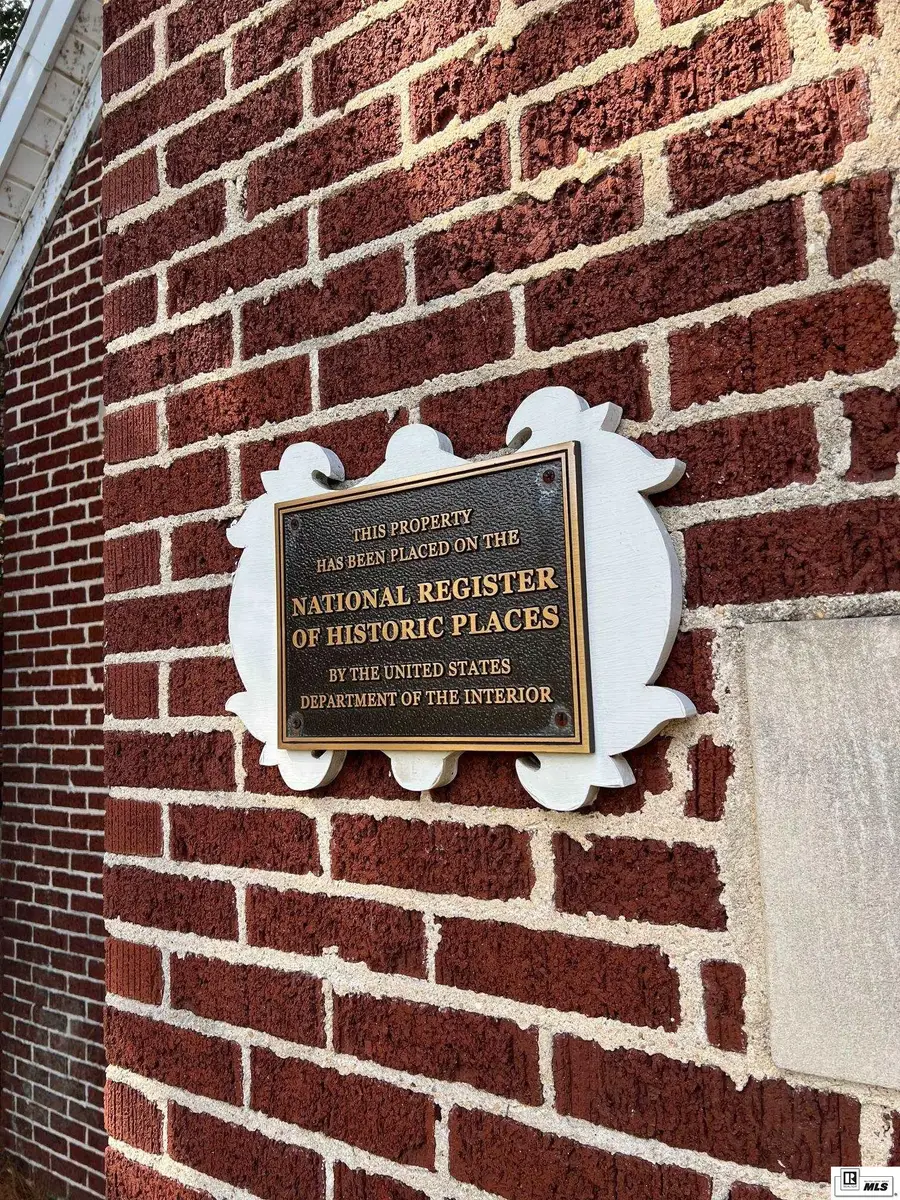 THIS PROPERTY
HAS BEEN PLACED ON THE
NATIONAL REGISTER
OF HISTORIC PLACES
BY THE UNITED STATES
DEPARTMENT OF THE INTERIOR
R MLS